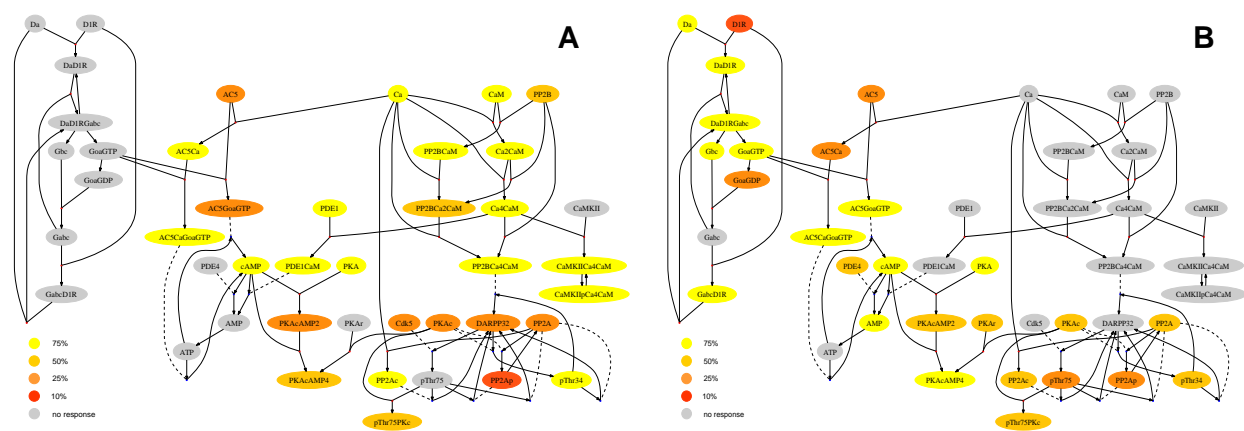 A
Da
D1R
DaD1R
AC5
Ca
CaM
PP2B
DaD1RGabc
Gbc
GoaGTP
AC5Ca
PP2BCaM
Ca2CaM
GoaGDP
AC5GoaGTP
PDE1
PP2BCa2CaM
Ca4CaM
CaMKII
Gabc
AC5CaGoaGTP
PDE4
cAMP
PDE1CaM
PKA
PP2BCa4CaM
CaMKIICa4CaM
GabcD1R
CaMKIIpCa4CaM
AMP
PKAcAMP2
PKAr
Cdk5
PKAc
DARPP32
PP2A
ATP
PKAcAMP4
PP2Ac
pThr75
PP2Ap
pThr34
pThr75PKc
75%
50%
25%
10%
no response
B
Da
D1R
DaD1R
AC5
Ca
CaM
PP2B
DaD1RGabc
Gbc
GoaGTP
AC5Ca
PP2BCaM
Ca2CaM
GoaGDP
AC5GoaGTP
PDE1
PP2BCa2CaM
Ca4CaM
CaMKII
Gabc
AC5CaGoaGTP
PDE4
cAMP
PDE1CaM
PKA
PP2BCa4CaM
CaMKIICa4CaM
GabcD1R
CaMKIIpCa4CaM
AMP
PKAcAMP2
PKAr
Cdk5
PKAc
DARPP32
PP2A
ATP
PKAcAMP4
PP2Ac
pThr75
PP2Ap
pThr34
pThr75PKc
75%
50%
25%
10%
no response